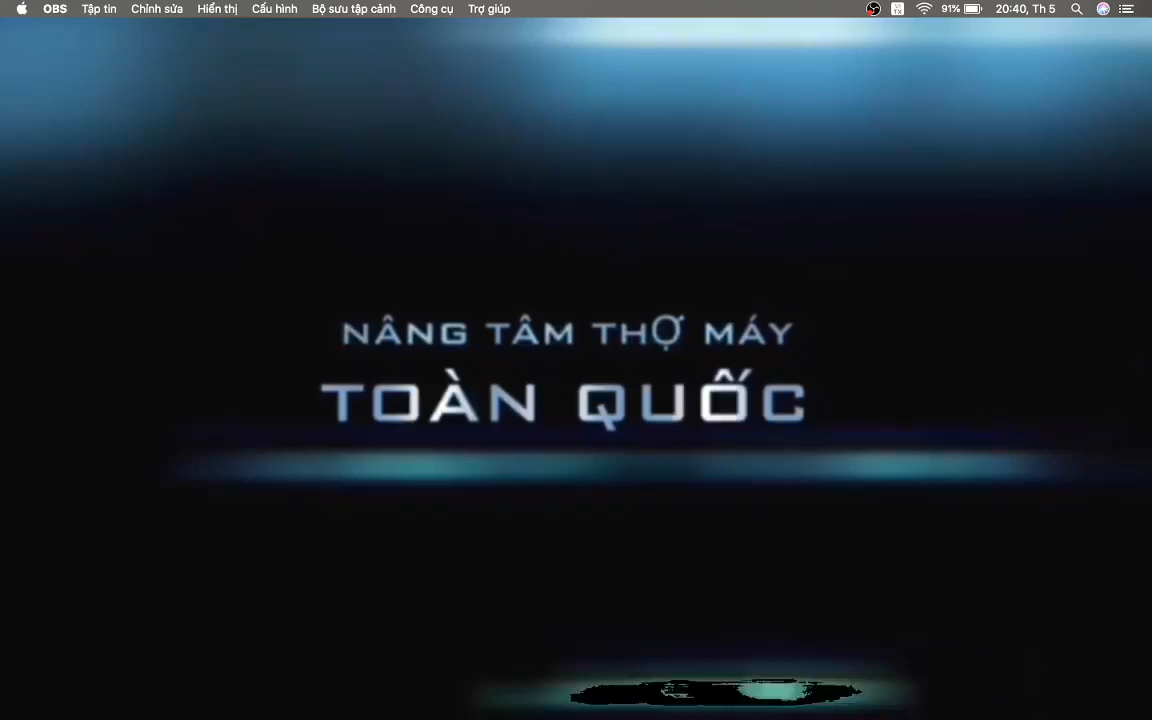 OBS Tập tin Chỉnh sửa Hiển thị Cấu hình Bộ sưu tập cảnh Công cụ Trợ giúp 91% 20:40, Th 5
NÂNG TÂM THỢ MÁY
TOÀN QUỐC